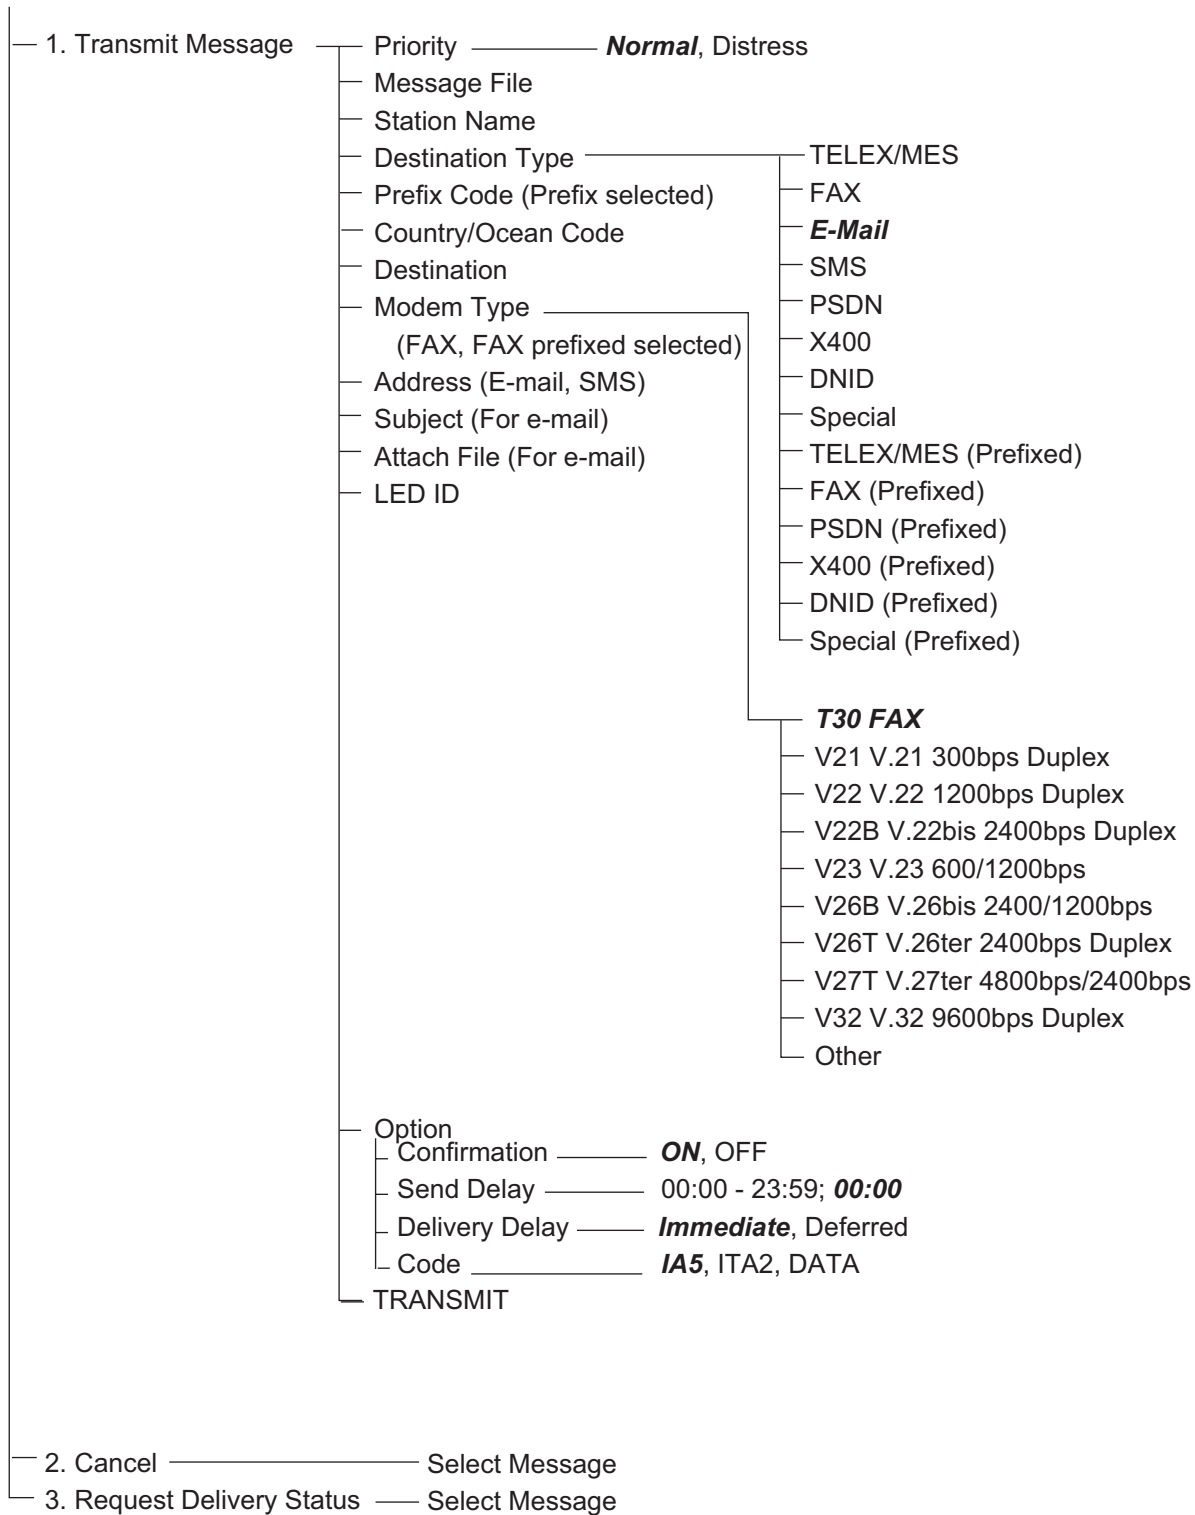 1. Transmit Message
Priority
Normal, Distress
Message File
Station Name
Destination Type
TELEX/MES
FAX
E-Mail
SMS
PSDN
X400
DNID
Special
TELEX/MES (Prefixed)
FAX (Prefixed)
PSDN (Prefixed)
X400 (Prefixed)
DNID (Prefixed)
Special (Prefixed)
Prefix Code (Prefix selected)
Country/Ocean Code
Destination
Modem Type
(FAX, FAX prefixed selected)
T30 FAX
V21 V.21 300bps Duplex
V22 V.22 1200bps Duplex
V22B V.22bis 2400bps Duplex
V23 V.23 600/1200bps
V26B V.26bis 2400/1200bps
V26T V.26ter 2400bps Duplex
V27T V.27ter 4800bps/2400bps
V32 V.32 9600bps Duplex
Other
Address (E-mail, SMS)
Subject (For e-mail)
Attach File (For e-mail)
LED ID
Option
Confirmation
ON, OFF
Send Delay
00:00 - 23:59; 00:00
Delivery Delay
Immediate, Deferred
Code
IA5, ITA2, DATA
TRANSMIT
2. Cancel
Select Message
3. Request Delivery Status
Select Message